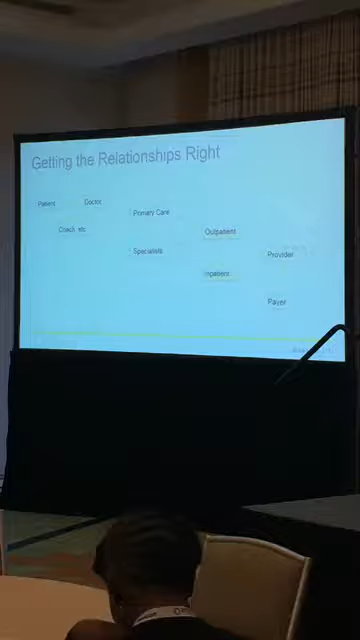 Getting the Relationships Right
Patient
Doctor
Coach, etc
Primary Care
Specialists
Outpatient
Inpatient
Provider
Payer